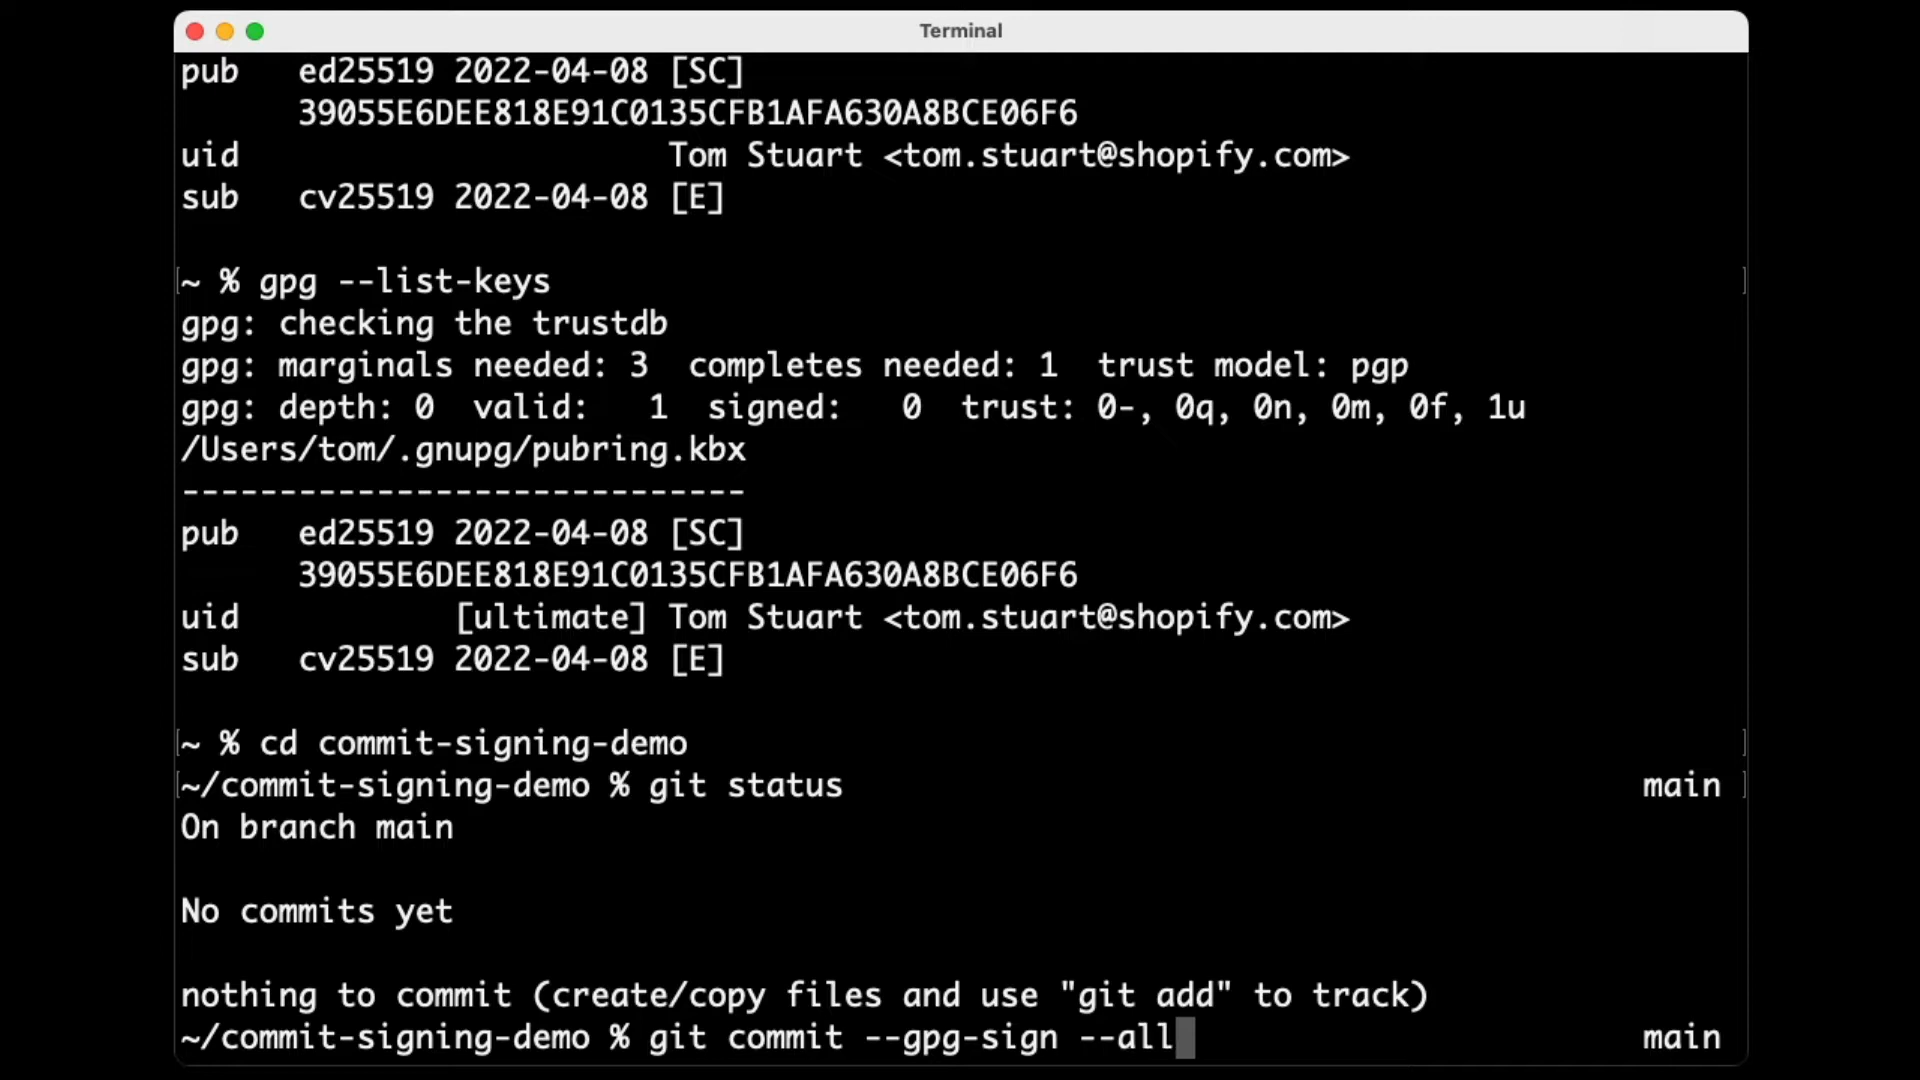 Terminal
pub   ed25519 2022-04-08 [SC]
      39055E6DEE818E91C0135CFB1AFA630A8BCE06F6
uid                      Tom Stuart <tom.stuart@shopify.com>
sub   cv25519 2022-04-08 [E]
~ % gpg --list-keys
gpg: checking the trustdb
gpg: marginals needed: 3  completes needed: 1  trust model: pgp
gpg: depth: 0  valid:   1  signed:   0  trust: 0-, 0q, 0n, 0m, 0f, 1u
/Users/tom/.gnupg/pubring.kbx
-----------------------------
pub   ed25519 2022-04-08 [SC]
      39055E6DEE818E91C0135CFB1AFA630A8BCE06F6
uid           [ultimate] Tom Stuart <tom.stuart@shopify.com>
sub   cv25519 2022-04-08 [E]
~ % cd commit-signing-demo
~/commit-signing-demo % git status main
On branch main
No commits yet
nothing to commit (create/copy files and use "git add" to track)
~/commit-signing-demo % git commit --gpg-sign --all main